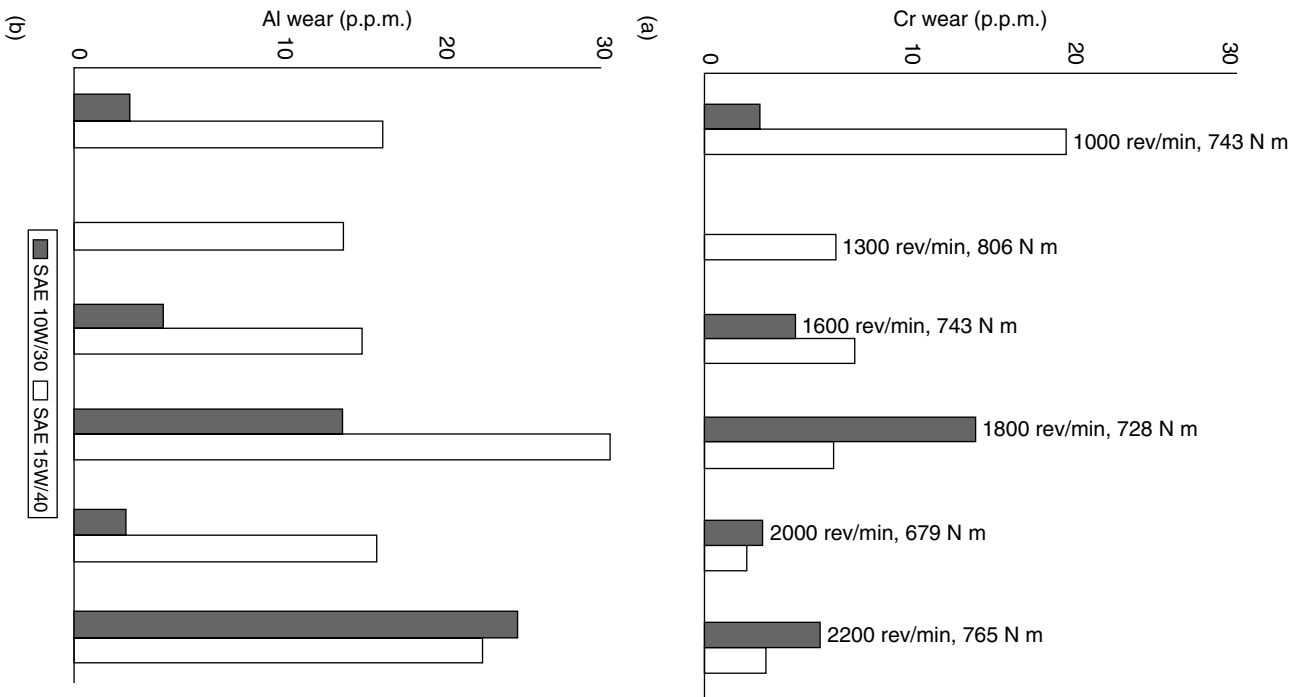 Cr wear (p.p.m.)
30
20
10
0
1000 rev/min, 743 N m
1300 rev/min, 806 N m
1600 rev/min, 743 N m
1800 rev/min, 728 N m
2000 rev/min, 679 N m
2200 rev/min, 765 N m
(a)
Al wear (p.p.m.)
30
20
10
0
SAE 10W/30 SAE 15W/40
(b)